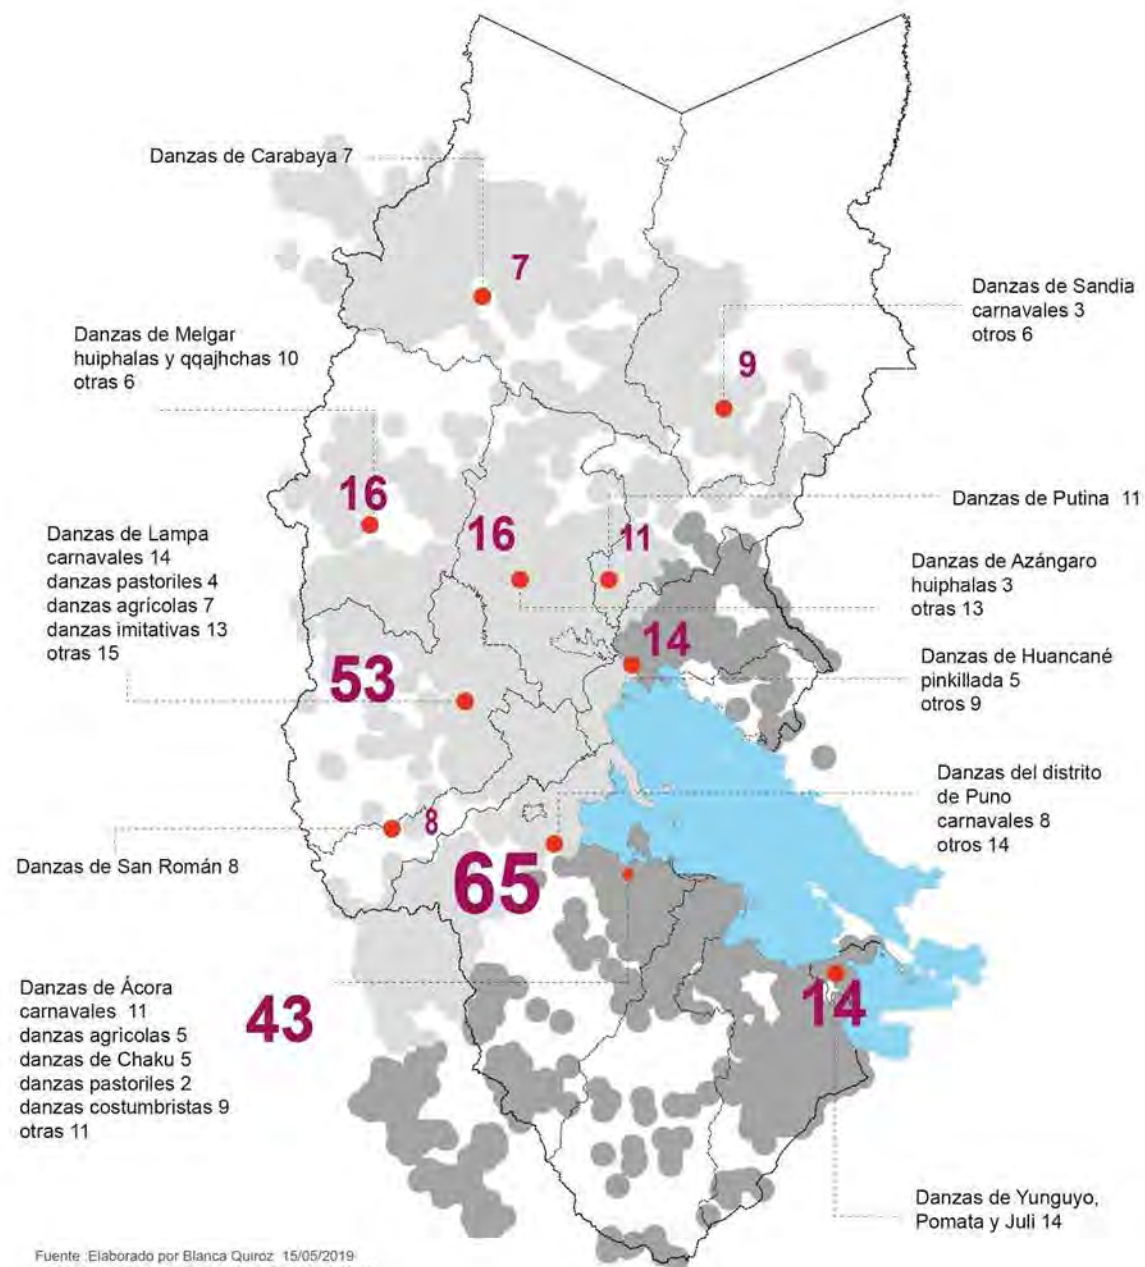 Danzas de Carabaya 7
7
Danzas de Sandia
carnavales 3
otros 6
Danzas de Melgar
huiphalas y qqajhchas 10
otras 6
9
16
Danzas de Putina 11
Danzas de Lampa
carnavales 14
danzas pastoriles 4
danzas agrícolas 7
danzas imitativas 13
otras 15
16
11
Danzas de Azángaro
huiphalas 3
otras 13
14
53
Danzas de Huancané
pinkillada 5
otros 9
Danzas del distrito
de Puno
carnavales 8
otros 14
8
Danzas de San Román 8
65
Danzas de Ácora
carnavales 11
danzas agricolas 5
danzas de Chaku 5
danzas pastoriles 2
danzas costumbristas 9
otras 11
43
14
Danzas de Yunguyo,
Pomata y Juli 14
Fuente :Elaborado por Blanca Quiroz 15/05/2019